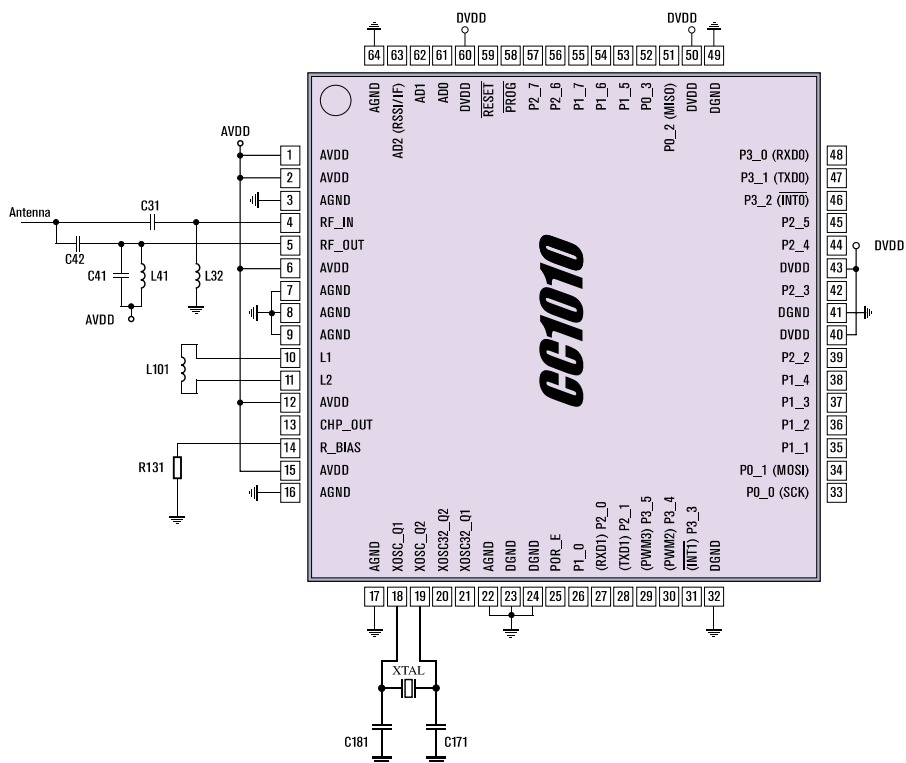 DVDD
DVDD
64 63 62 61 60 59 58 57 56 55 54 53 52 51 50 49
AGND
AD2 (RSSI/IF)
AD1
AD0
DVDD
RESET
PROG
P2_7
P2_6
P1_7
P1_6
P1_5
P0_3
P0_2 (MISO)
DVDD
DGND
AVDD
1 AVDD
2 AVDD
3 AGND
Antenna
C31
4 RF_IN
5 RF_OUT
C42
C41
L41
L32
6 AVDD
7 AGND
8 AGND
9 AGND
AVDD
10 L1
L101
11 L2
12 AVDD
13 CHP_OUT
14 R_BIAS
R131
15 AVDD
16 AGND
CC1010
P3_0 (RXD0) 48
P3_1 (TXD0) 47
P3_2 (INT0) 46
P2_5 45
P2_4 44
DVDD
DVDD 43
P2_3 42
DGND 41
DVDD 40
P2_2 39
P1_4 38
P1_3 37
P1_2 36
P1_1 35
P0_1 (MOSI) 34
P0_0 (SCK) 33
AGND
XOSC_Q1
XOSC_Q2
XOSC32_Q2
XOSC32_Q1
AGND
DGND
DGND
POR_E
P1_0
(RXD1) P2_0
(TXD1) P2_1
(PWM3) P3_5
(PWM2) P3_4
(INT1) P3_3
DGND
17 18 19 20 21 22 23 24 25 26 27 28 29 30 31 32
XTAL
C181
C171